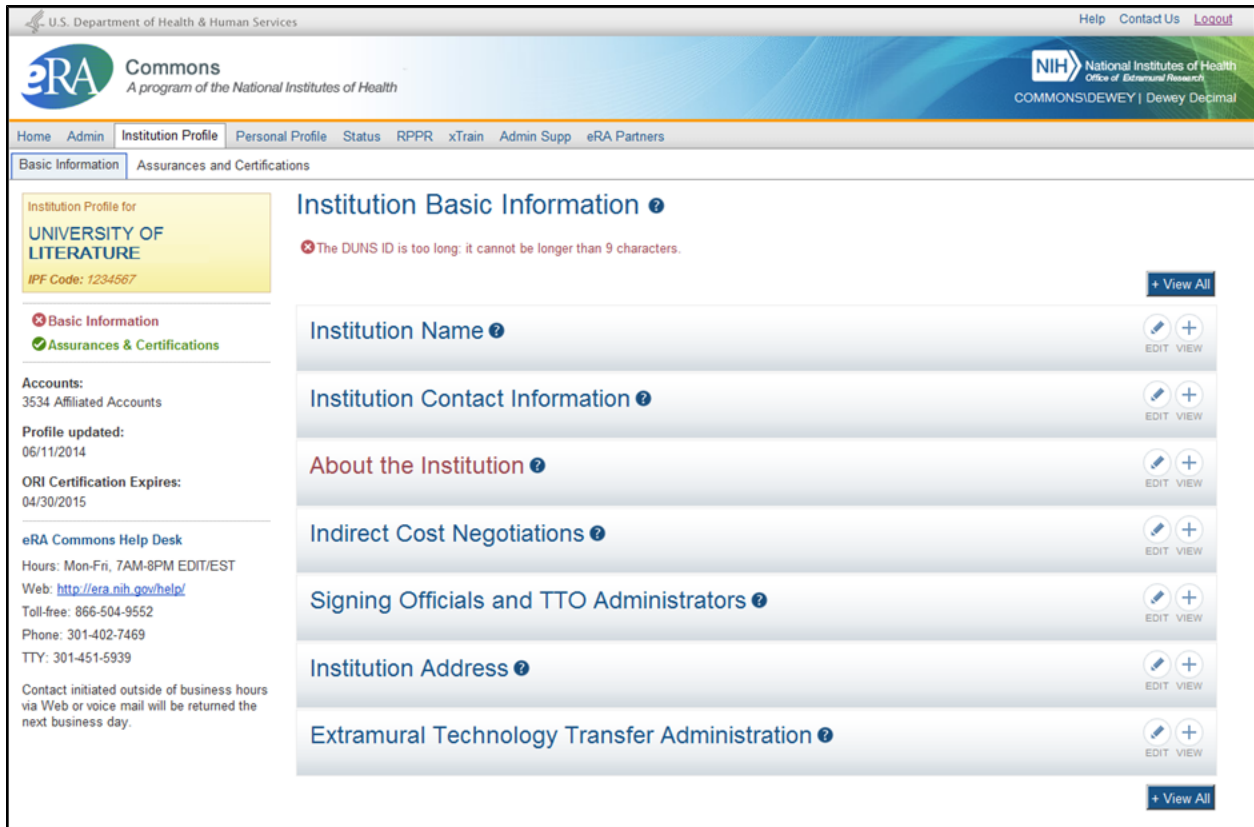 U.S. Department of Health & Human Services
Help Contact Us Logout
eRA Commons
A program of the National Institutes of Health
NIH National Institutes of Health
Office of Extramural Research
COMMONS\DEWEY | Dewey Decimal
Home Admin Institution Profile Personal Profile Status RPPR xTrain Admin Supp eRA Partners
Basic Information Assurances and Certifications
Institution Profile for
UNIVERSITY OF
LITERATURE
IPF Code: 1234567
Basic Information
Assurances & Certifications
Accounts:
3534 Affiliated Accounts
Profile updated:
06/11/2014
ORI Certification Expires:
04/30/2015
eRA Commons Help Desk
Hours: Mon-Fri, 7AM-8PM EDIT/EST
Web: http://era.nih.gov/help/
Toll-free: 866-504-9552
Phone: 301-402-7469
TTY: 301-451-5939
Contact initiated outside of business hours
via Web or voice mail will be returned the
next business day.
Institution Basic Information ?
The DUNS ID is too long: it cannot be longer than 9 characters.
+ View All
Institution Name ?
EDIT VIEW
Institution Contact Information ?
EDIT VIEW
About the Institution ?
EDIT VIEW
Indirect Cost Negotiations ?
EDIT VIEW
Signing Officials and TTO Administrators ?
EDIT VIEW
Institution Address ?
EDIT VIEW
Extramural Technology Transfer Administration ?
EDIT VIEW
+ View All